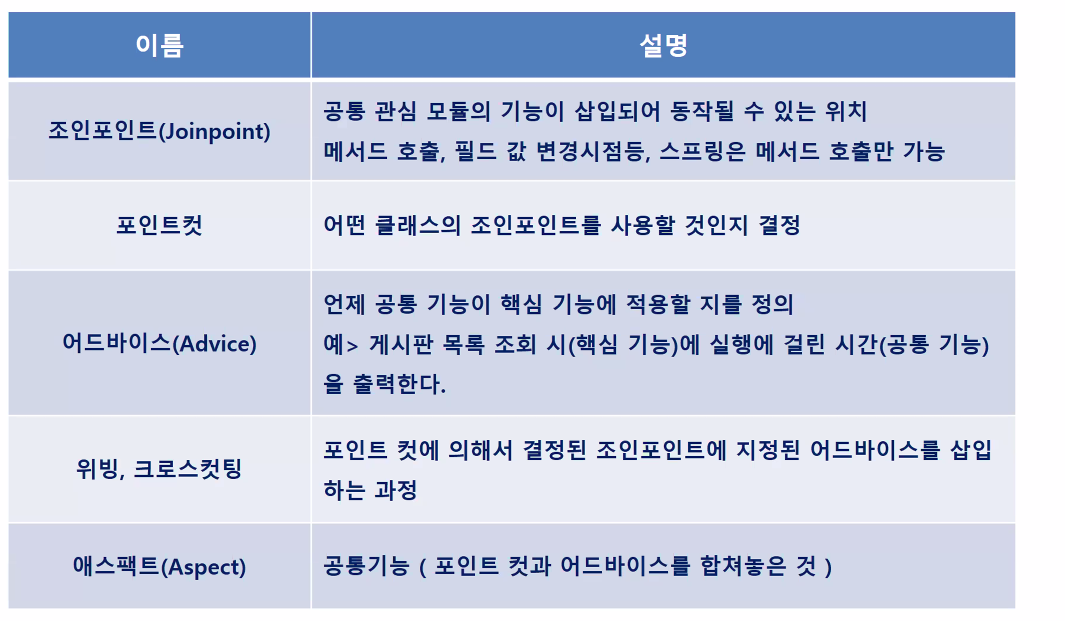 이름
설명
조인포인트(Joinpoint)
공통 관심 모듈의 기능이 삽입되어 동작될 수 있는 위치
메서드 호출, 필드 값 변경시점등, 스프링은 메서드 호출만 가능
포인트컷
어떤 클래스의 조인포인트를 사용할 것인지 결정
어드바이스(Advice)
언제 공통 기능이 핵심 기능에 적용할 지를 정의
예> 게시판 목록 조회 시(핵심 기능)에 실행에 걸린 시간(공통 기능)
을 출력한다.
위빙, 크로스컷팅
포인트 컷에 의해서 결정된 조인포인트에 지정된 어드바이스를 삽입
하는 과정
애스팩트(Aspect)
공통기능 ( 포인트 컷과 어드바이스를 합쳐놓은 것 )